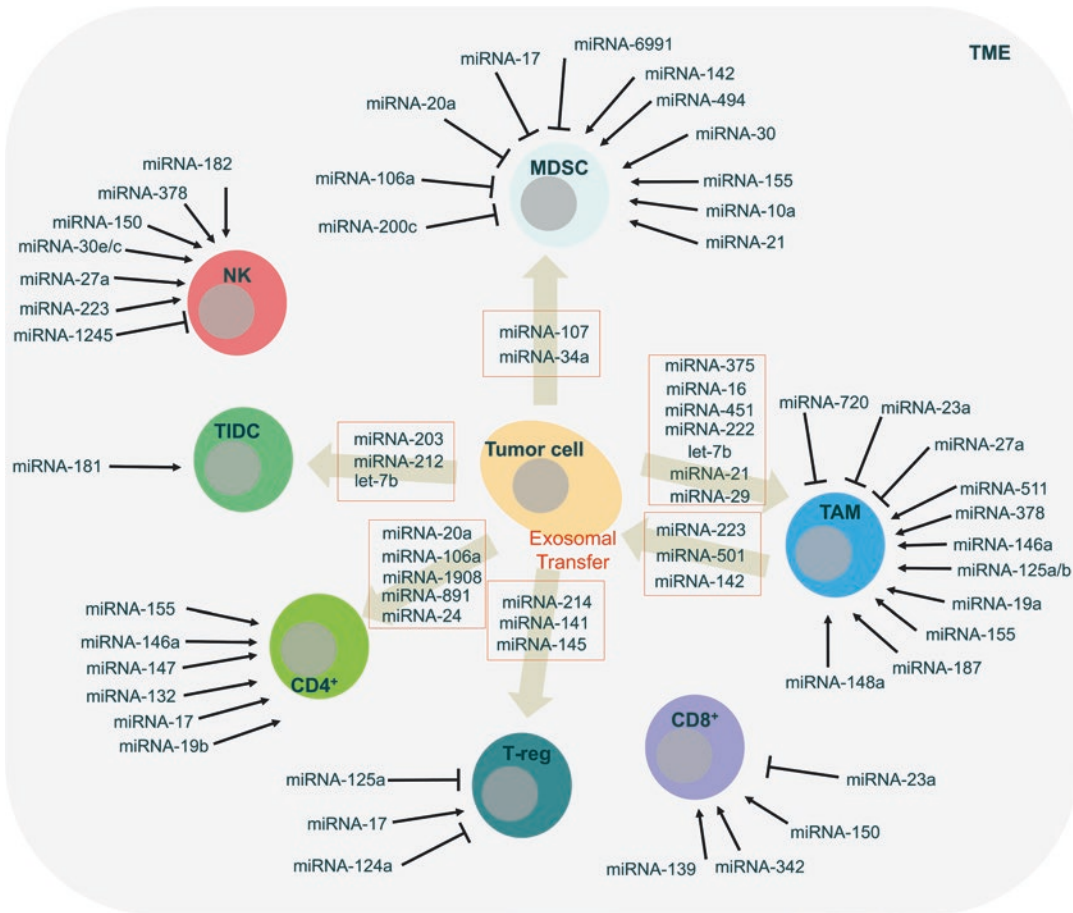 TME
miRNA-6991
miRNA-17
miRNA-142
miRNA-494
miRNA-20a
miRNA-30
miRNA-106a
miRNA-155
miRNA-10a
miRNA-200c
miRNA-21
MDSC
miRNA-182
miRNA-378
miRNA-150
miRNA-30e/c
miRNA-27a
miRNA-223
miRNA-1245
NK
miRNA-107
miRNA-34a
miRNA-375
miRNA-16
miRNA-451
miRNA-222
let-7b
miRNA-21
miRNA-29
miRNA-720
miRNA-23a
miRNA-27a
miRNA-511
miRNA-378
miRNA-146a
miRNA-125a/b
miRNA-19a
miRNA-155
miRNA-187
miRNA-148a
TAM
TIDC
miRNA-181
miRNA-203
miRNA-212
let-7b
Tumor cell
Exosomal
Transfer
miRNA-223
miRNA-501
miRNA-142
miRNA-20a
miRNA-106a
miRNA-1908
miRNA-891
miRNA-24
miRNA-214
miRNA-141
miRNA-145
miRNA-155
miRNA-146a
miRNA-147
miRNA-132
miRNA-17
miRNA-19b
CD4+
T-reg
miRNA-125a
miRNA-17
miRNA-124a
CD8+
miRNA-23a
miRNA-150
miRNA-342
miRNA-139